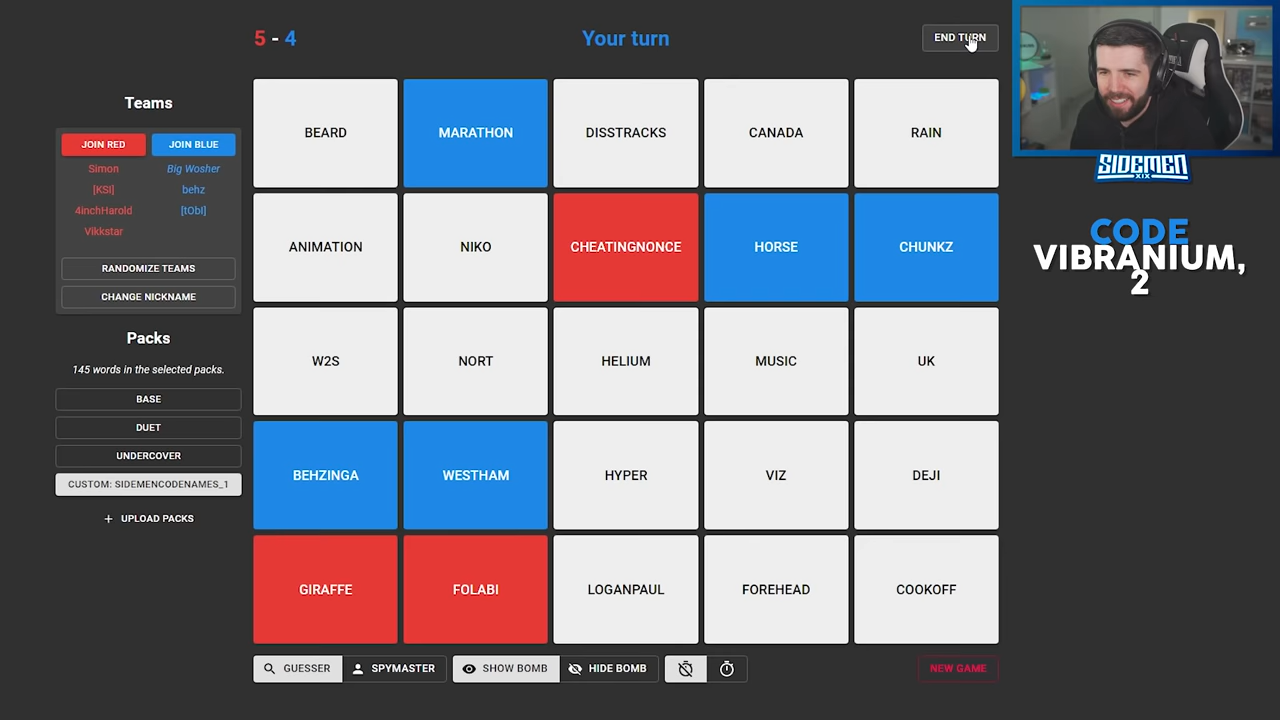 5 - 4
Your turn
END TURN
Teams
JOIN RED
JOIN BLUE
Simon
Big Wosher
[KSI]
behz
4inchHarold
[tObI]
Vikkstar
RANDOMIZE TEAMS
CHANGE NICKNAME
Packs
145 words in the selected packs.
BASE
DUET
UNDERCOVER
CUSTOM: SIDEMENCODENAMES_1
+ UPLOAD PACKS
BEARD
MARATHON
DISSTRACKS
CANADA
RAIN
ANIMATION
NIKO
CHEATINGNONCE
HORSE
CHUNKZ
W2S
NORT
HELIUM
MUSIC
UK
BEHZINGA
WESTHAM
HYPER
VIZ
DEJI
GIRAFFE
FOLABI
LOGANPAUL
FOREHEAD
COOKOFF
GUESSER
SPYMASTER
SHOW BOMB
HIDE BOMB
NEW GAME
SIDEMEN
XIX
CODE
VIBRANIUM,
2